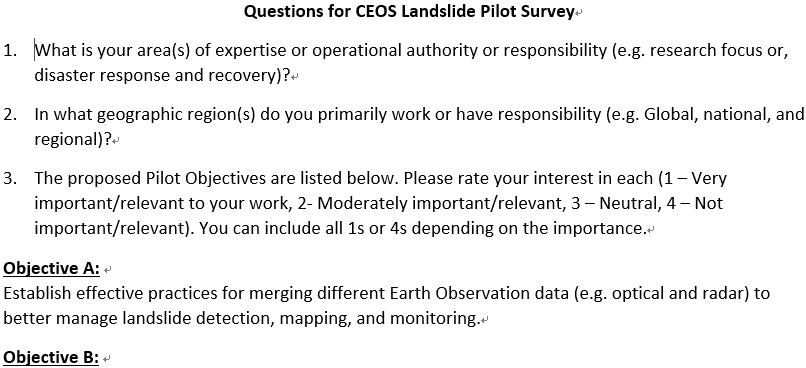 Questions for CEOS Landslide Pilot Survey
1. What is your area(s) of expertise or operational authority or responsibility (e.g. research focus or,
disaster response and recovery)?
2. In what geographic region(s) do you primarily work or have responsibility (e.g. Global, national, and
regional)?
3. The proposed Pilot Objectives are listed below. Please rate your interest in each (1 – Very
important/relevant to your work, 2- Moderately important/relevant, 3 – Neutral, 4 – Not
important/relevant). You can include all 1s or 4s depending on the importance.
Objective A:
Establish effective practices for merging different Earth Observation data (e.g. optical and radar) to
better manage landslide detection, mapping, and monitoring.
Objective B: